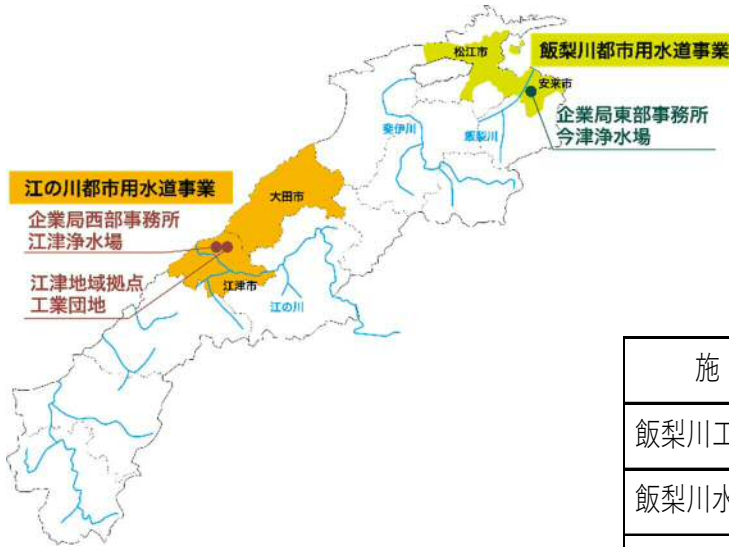 松江市
飯梨川都市用水道事業
安来市
企業局東部事務所
今津浄水場
斐伊川
飯梨川
江の川都市用水道事業
大田市
企業局西部事務所
江津浄水場
江津地域拠点
工業団地
江津市
江の川
施
飯梨川工
飯梨川水